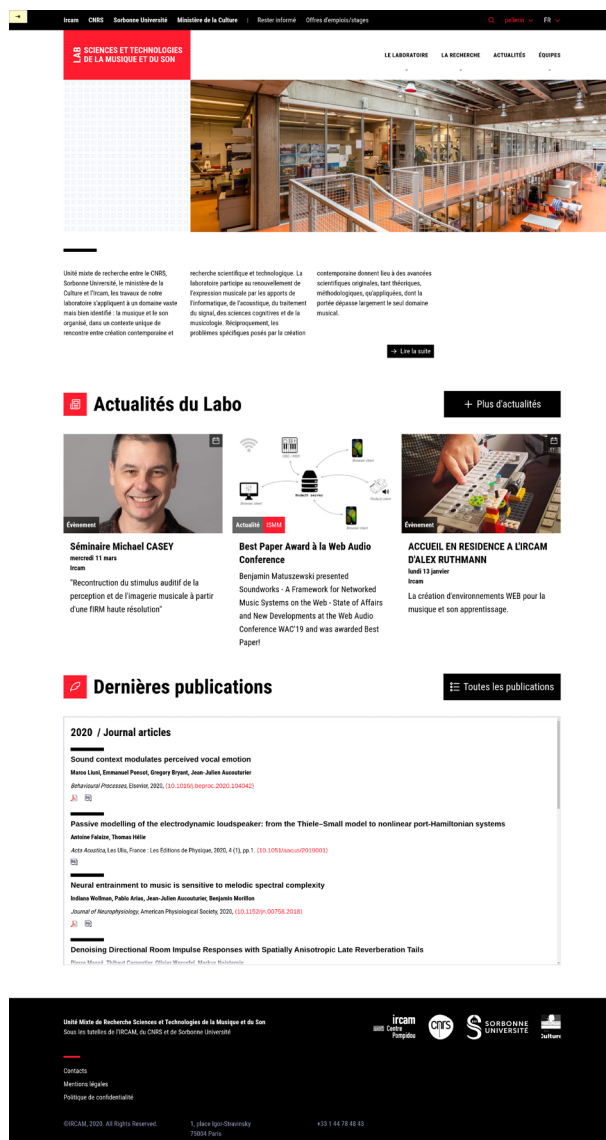 Ircam CNRS Sorbonne Université Ministère de la Culture | Rester informé Offres d'emplois/stages pellerin FR
LAB SCIENCES ET TECHNOLOGIES
DE LA MUSIQUE ET DU SON
LE LABORATOIRE LA RECHERCHE ACTUALITÉS ÉQUIPES
Unité mixte de recherche entre le CNRS,
Sorbonne Université, le ministère de la
Culture et l'Ircam, les travaux de notre
laboratoire s'appliquent à un domaine vaste
mais bien identifié : la musique et le son
organisé, dans un contexte unique de
rencontre entre création contemporaine et
recherche scientifique et technologique. La
laboratoire participe au renouvellement de
l'expression musicale par les apports de
l'informatique, de l'acoustique, du traitement
du signal, des sciences cognitives et de la
musicologie. Réciproquement, les
problèmes spécifiques posés par la création
contemporaine donnent lieu à des avancées
scientifiques originales, tant théoriques,
méthodologiques, qu'appliquées, dont la
portée dépasse largement le seul domaine
musical.
→ Lire la suite
Actualités du Labo
+ Plus d'actualités
Évènement
Séminaire Michael CASEY
mercredi 11 mars
Ircam
"Recontruction du stimulus auditif de la
perception et de l'imagerie musicale à partir
d'une fIRM haute résolution"
Actualité ISMM
Best Paper Award à la Web Audio
Conference
Benjamin Matuszewski presented
Soundworks - A Framework for Networked
Music Systems on the Web - State of Affairs
and New Developments at the Web Audio
Conference WAC'19 and was awarded Best
Paper!
Évènement
ACCUEIL EN RESIDENCE A L'IRCAM
D'ALEX RUTHMANN
lundi 13 janvier
Ircam
La création d'environnements WEB pour la
musique et son apprentissage.
Dernières publications
Toutes les publications
2020 / Journal articles
Sound context modulates perceived vocal emotion
Marco Liuni, Emmanuel Ponsot, Gregory Bryant, Jean-Julien Aucouturier
Behavioural Processes, Elsevier, 2020, (10.1016/j.beproc.2020.104042)
Passive modelling of the electrodynamic loudspeaker: from the Thiele–Small model to nonlinear port-Hamiltonian systems
Antoine Falaize, Thomas Hélie
Acta Acustica, Les Ulis, France : Les Editions de Physique, 2020, 4 (1), pp.1. (10.1051/aacus/2019001)
Neural entrainment to music is sensitive to melodic spectral complexity
Indiana Wollman, Pablo Arias, Jean-Julien Aucouturier, Benjamin Morillon
Journal of Neurophysiology, American Physiological Society, 2020, (10.1152/jn.00758.2018)
Denoising Directional Room Impulse Responses with Spatially Anisotropic Late Reverberation Tails
Unité Mixte de Recherche Sciences et Technologies de la Musique et du Son
Sous les tutelles de l'IRCAM, du CNRS et de Sorbonne Université
ircam
Centre
Pompidou
cnrs
SORBONNE
UNIVERSITÉ
Culture
Contacts
Mentions légales
Politique de confidentialité
©IRCAM, 2020. All Rights Reserved.
1, place Igor-Stravinsky
75004 Paris
+33 1 44 78 48 43